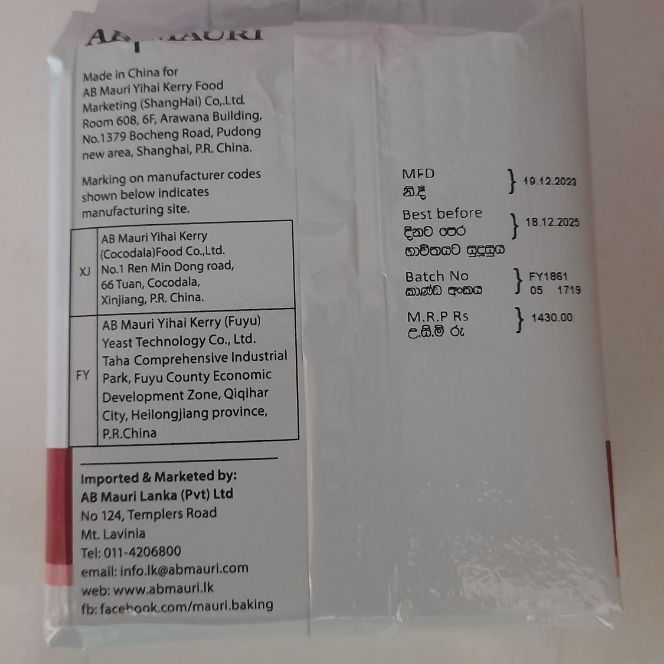 AB MAURI
Made in China for
AB Mauri Yihai Kerry Food
Marketing (ShangHai) Co,.Ltd.
Room 608, 6F, Arawana Building,
No.1379 Bocheng Road, Pudong
new area, Shanghai, P.R. China.
Marking on manufacturer codes
shown below indicates
manufacturing site.
XJ
AB Mauri Yihai Kerry
(Cocodala)Food Co.,Ltd.
No.1 Ren Min Dong road,
66 Tuan, Cocodala,
Xinjiang, P.R. China.
FY
AB Mauri Yihai Kerry (Fuyu)
Yeast Technology Co., Ltd.
Taha Comprehensive Industrial
Park, Fuyu County Economic
Development Zone, Qiqihar
City, Heilongjiang province,
P.R.China
Imported & Marketed by:
AB Mauri Lanka (Pvt) Ltd
No 124, Templers Road
Mt. Lavinia
Tel: 011-4206800
email: info.lk@abmauri.com
web: www.abmauri.lk
fb: facebook.com/mauri.baking
MFD } 19.12.2023
නි.දී
Best before } 18.12.2025
දිනට පෙර
භාවිතයට සුදුසුය
Batch No } FY1861
කාණ්ඩ අංකය 05 1719
M.R.P Rs } 1430.00
උ.සි.මි රු